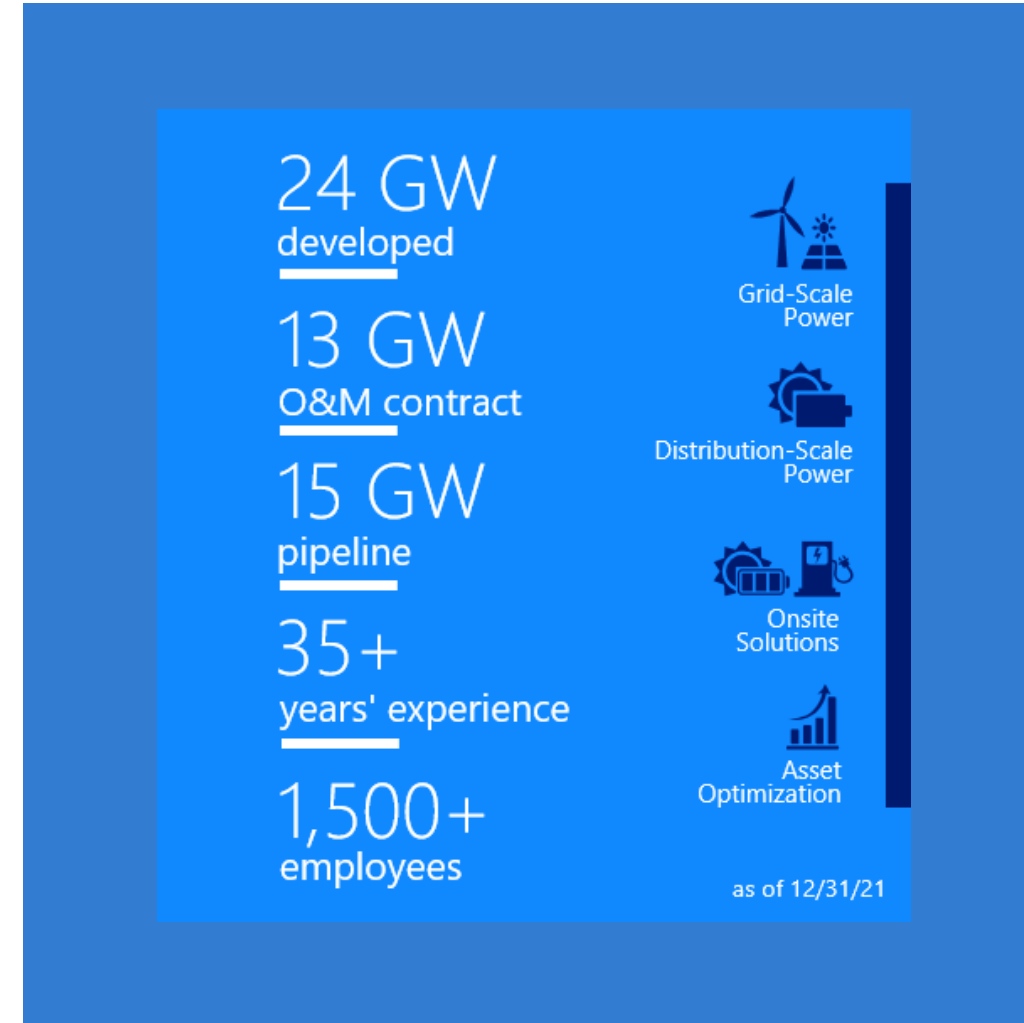 24 GW
developed
13 GW
O&M contract
15 GW
pipeline
35+
years' experience
1,500+
employees
Grid-Scale
Power
Distribution-Scale
Power
Onsite
Solutions
Asset
Optimization
as of 12/31/21